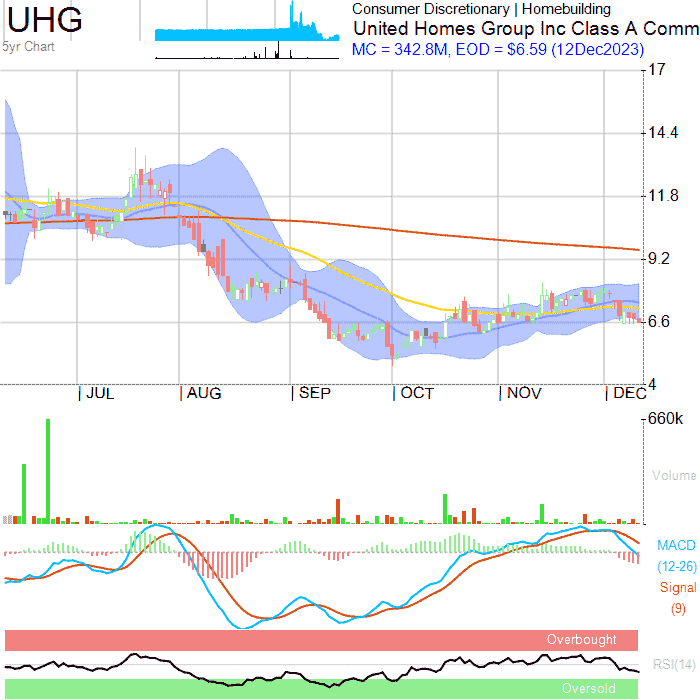 UHG
5yr Chart
Consumer Discretionary | Homebuilding
United Homes Group Inc Class A Comm
MC = 342.8M, EOD = $6.59 (12Dec2023)
17
14.4
11.8
9.2
6.6
4
| JUL | AUG | SEP | OCT | NOV | DEC
660k
Volume
MACD
(12-26)
Signal
(9)
Overbought
RSI(14)
Oversold